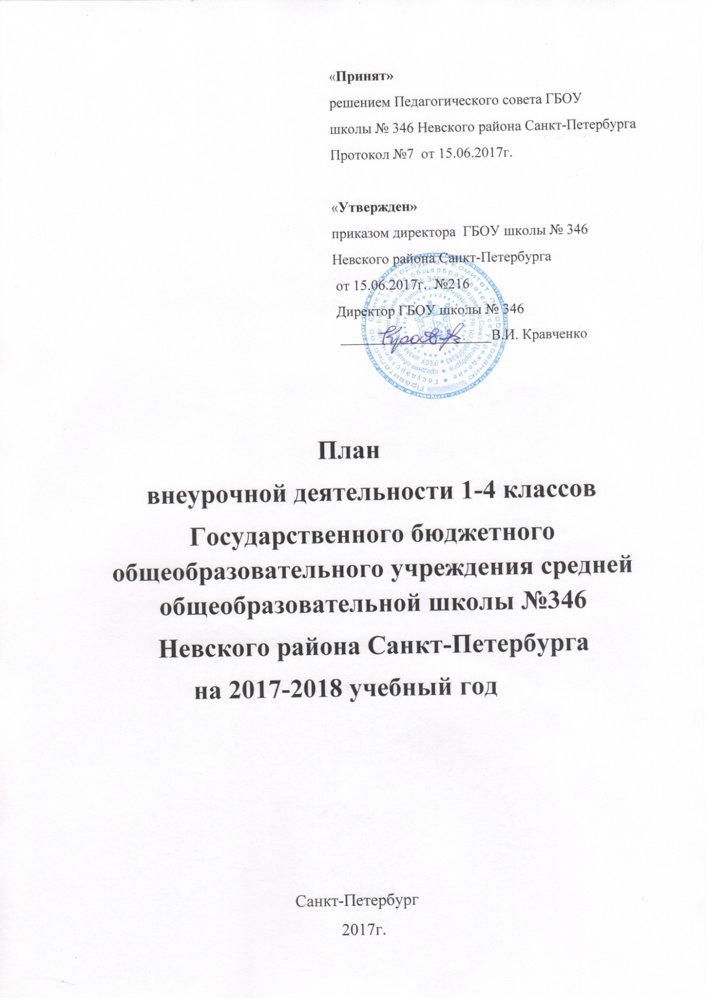 «Принят»
решением Педагогического совета ГБОУ
школы № 346 Невского района Санкт-Петербурга
Протокол №7 от 15.06.2017г.
«Утвержден»
приказом директора ГБОУ школы № 346
Невского района Санкт-Петербурга
от 15.06.2017г. №216
Директор ГБОУ школы № 346
В.И. Кравченко
План
внеурочной деятельности 1-4 классов
Государственного бюджетного
общеобразовательного учреждения средней
общеобразовательной школы №346
Невского района Санкт-Петербурга
на 2017-2018 учебный год
Санкт-Петербург
2017г.